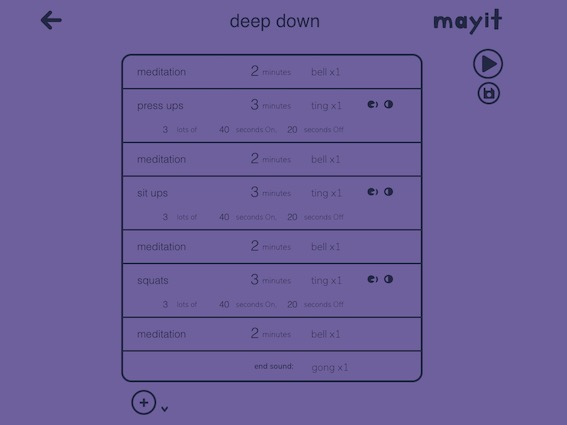 deep down
mayit
meditation 2 minutes bell x1
press ups 3 minutes ting x1
3 lots of 40 seconds On, 20 seconds Off
meditation 2 minutes bell x1
sit ups 3 minutes ting x1
3 lots of 40 seconds On, 20 seconds Off
meditation 2 minutes bell x1
squats 3 minutes ting x1
3 lots of 40 seconds On, 20 seconds Off
meditation 2 minutes bell x1
end sound: gong x1